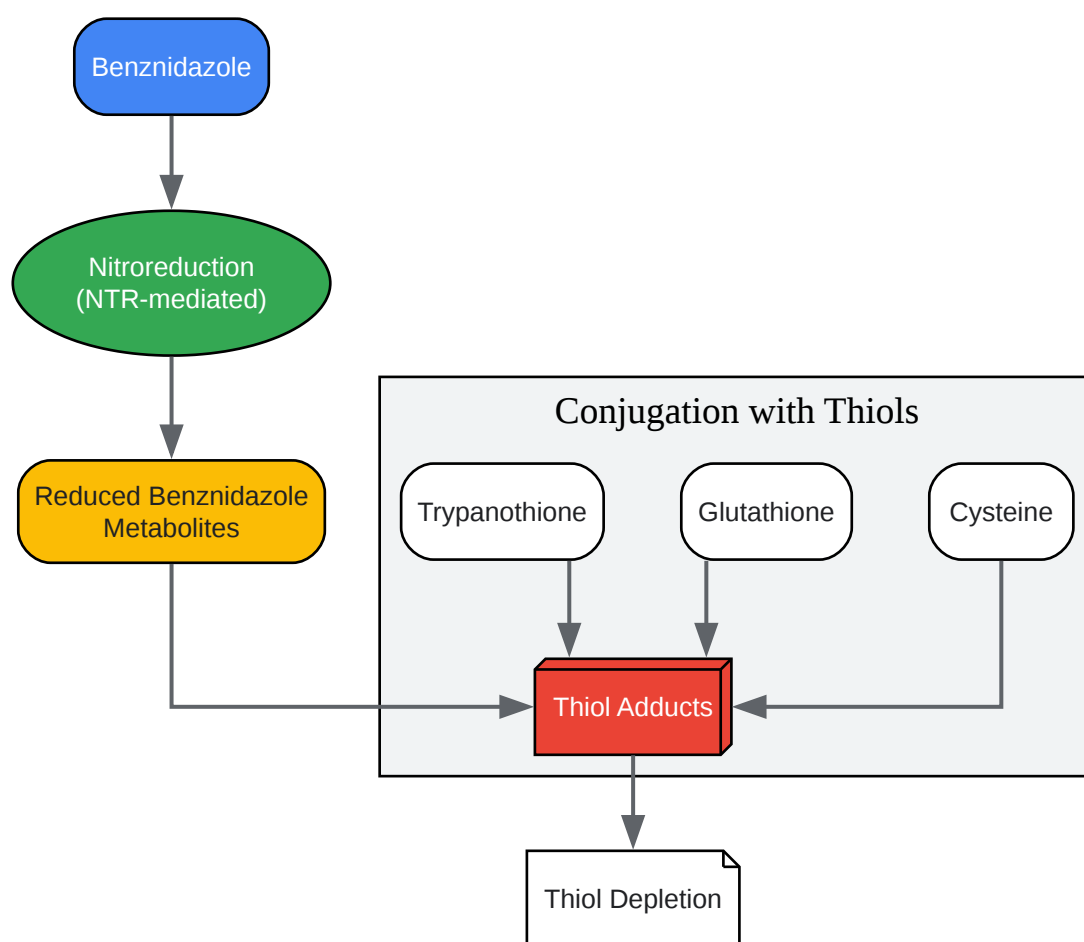 Benznidazole
Nitroreduction
(NTR-mediated)
Conjugation with Thiols
Reduced Benznidazole
Metabolites
Trypanothione
Glutathione
Cysteine
Thiol Adducts
Thiol Depletion